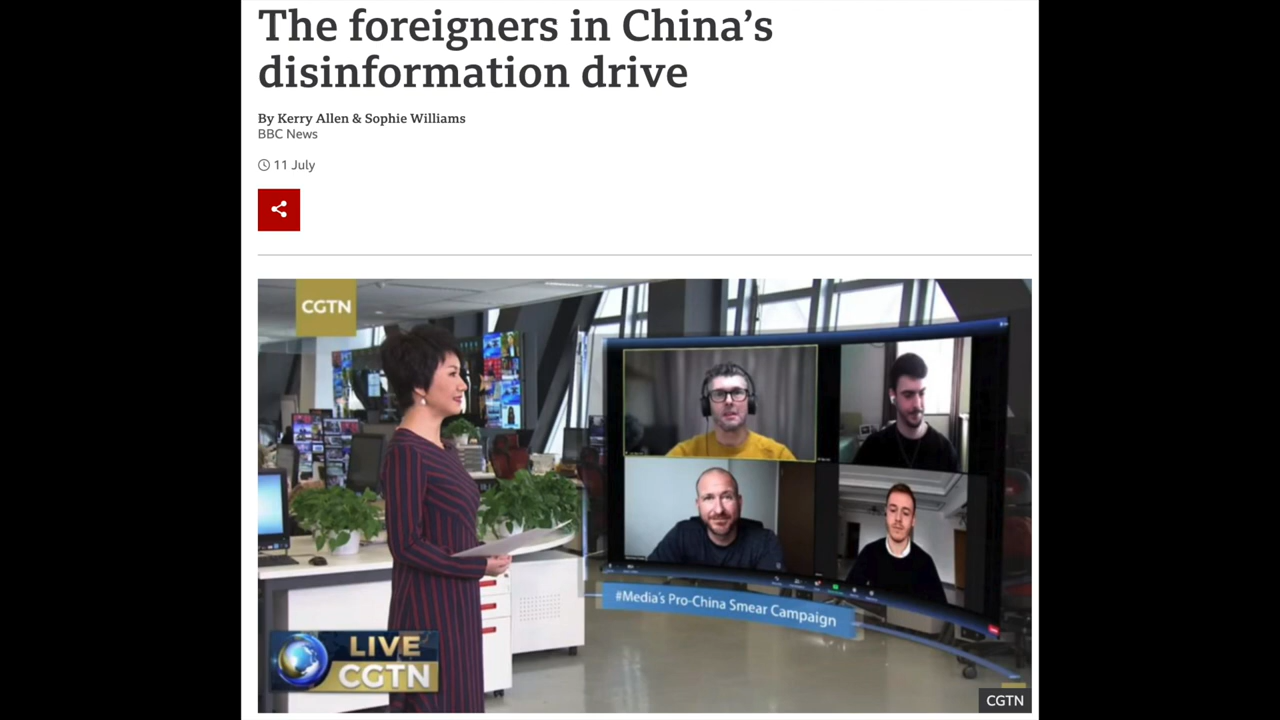 The foreigners in China's
disinformation drive
By Kerry Allen & Sophie Williams
BBC News
11 July
CGTN
#Media's Pro-China Smear Campaign
LIVE
CGTN
CGTN